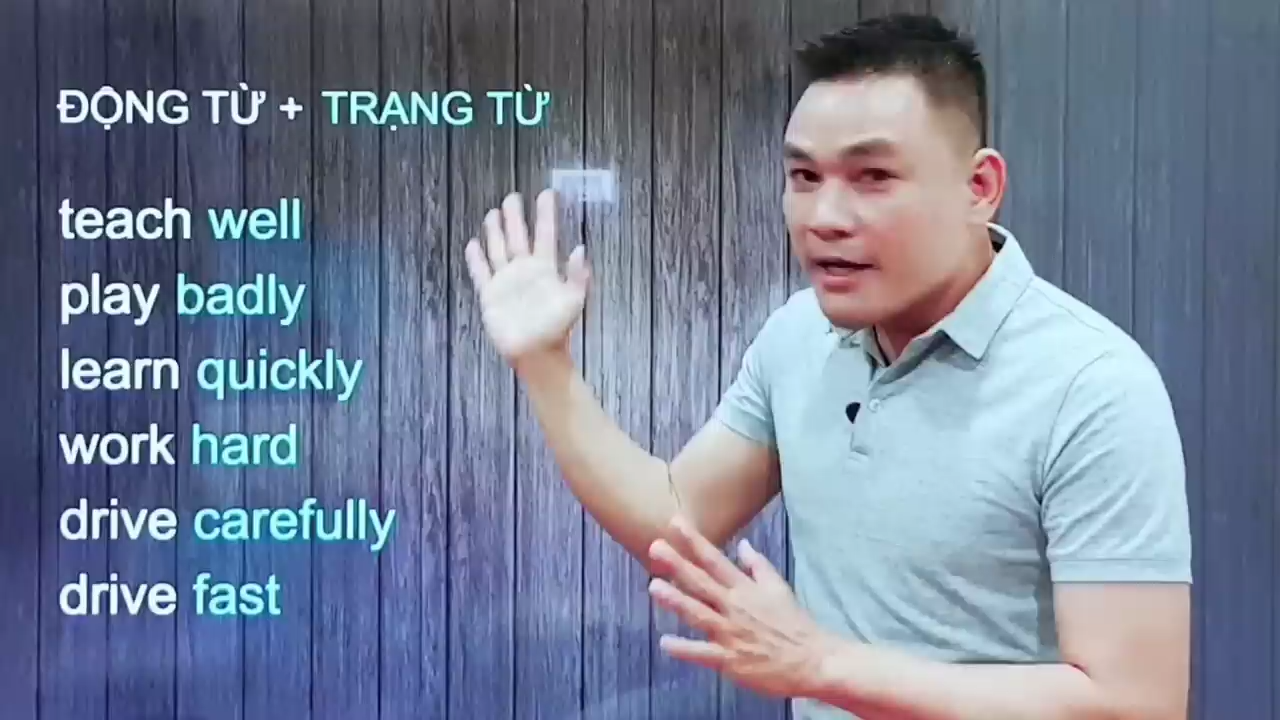 ĐỘNG TỪ + TRẠNG TỪ
teach well
play badly
learn quickly
work hard
drive carefully
drive fast